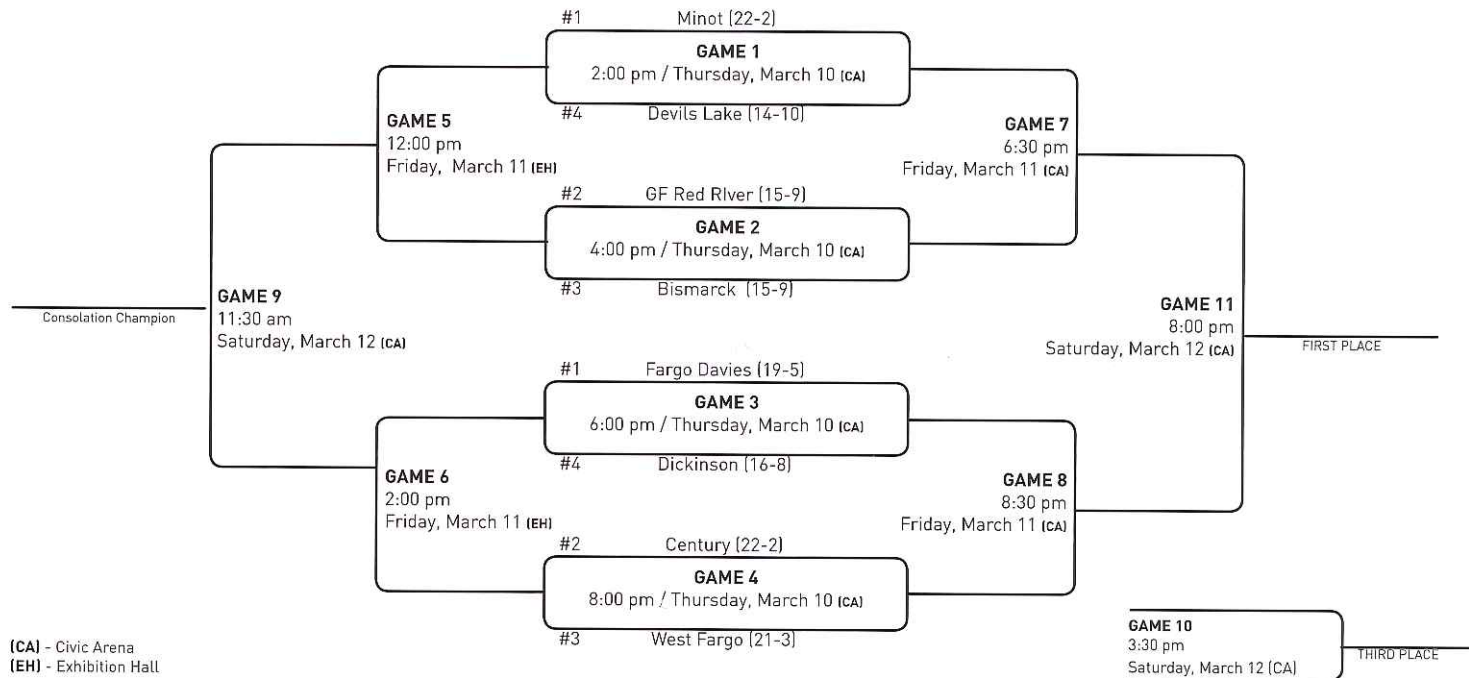 #1 Minot (22-2)
GAME 1
2:00 pm / Thursday, March 10 (CA)
#4 Devils Lake (14-10)
GAME 5
12:00 pm
Friday, March 11 (EH)
GAME 7
6:30 pm
Friday, March 11 (CA)
#2 GF Red RIver (15-9)
GAME 2
4:00 pm / Thursday, March 10 (CA)
#3 Bismarck (15-9)
GAME 9
11:30 am
Saturday, March 12 (CA)
Consolation Champion
GAME 11
8:00 pm
Saturday, March 12 (CA)
FIRST PLACE
#1 Fargo Davies (19-5)
GAME 3
6:00 pm / Thursday, March 10 (CA)
#4 Dickinson (16-8)
GAME 6
2:00 pm
Friday, March 11 (EH)
GAME 8
8:30 pm
Friday, March 11 (CA)
#2 Century (22-2)
GAME 4
8:00 pm / Thursday, March 10 (CA)
#3 West Fargo (21-3)
GAME 10
3:30 pm
Saturday, March 12 (CA)
THIRD PLACE
(CA) - Civic Arena
(EH) - Exhibition Hall